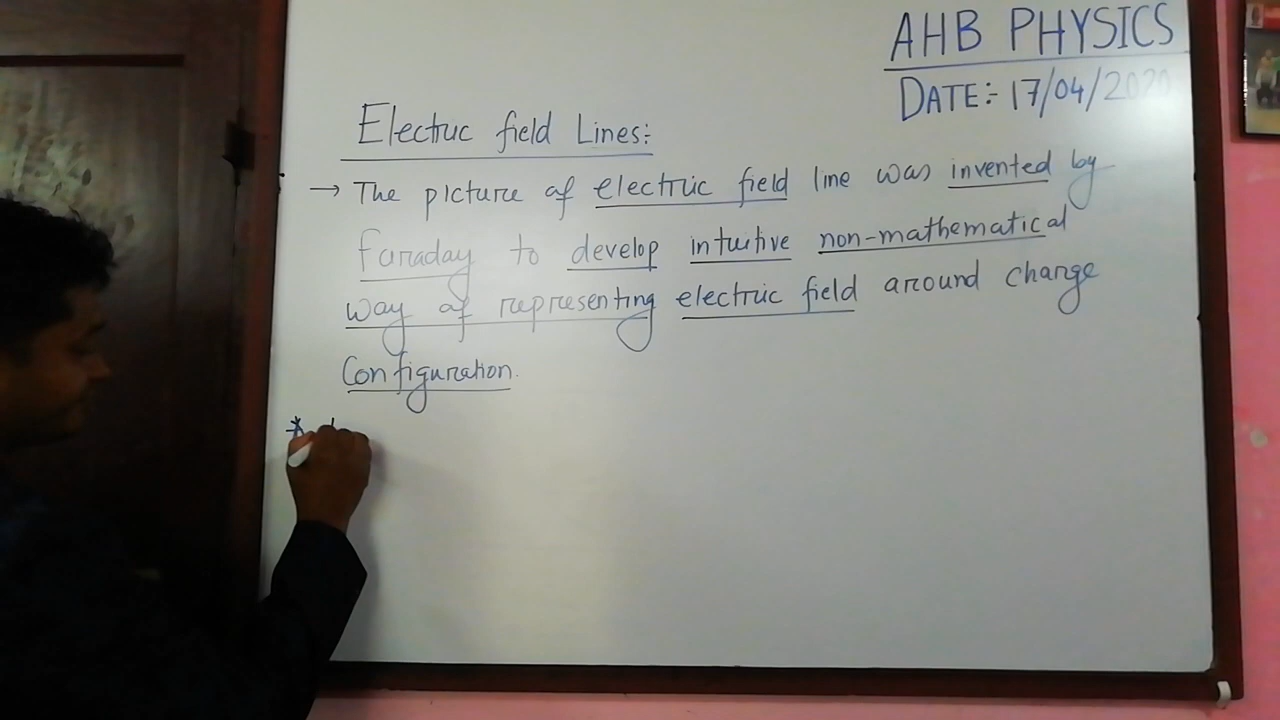 AHB PHYSICS
DATE:- 17/04/2020
Electric field Lines:
→ The picture of electric field line was invented by
faraday to develop intuitive non-mathematical
way of representing electric field around change
Configuration.
*